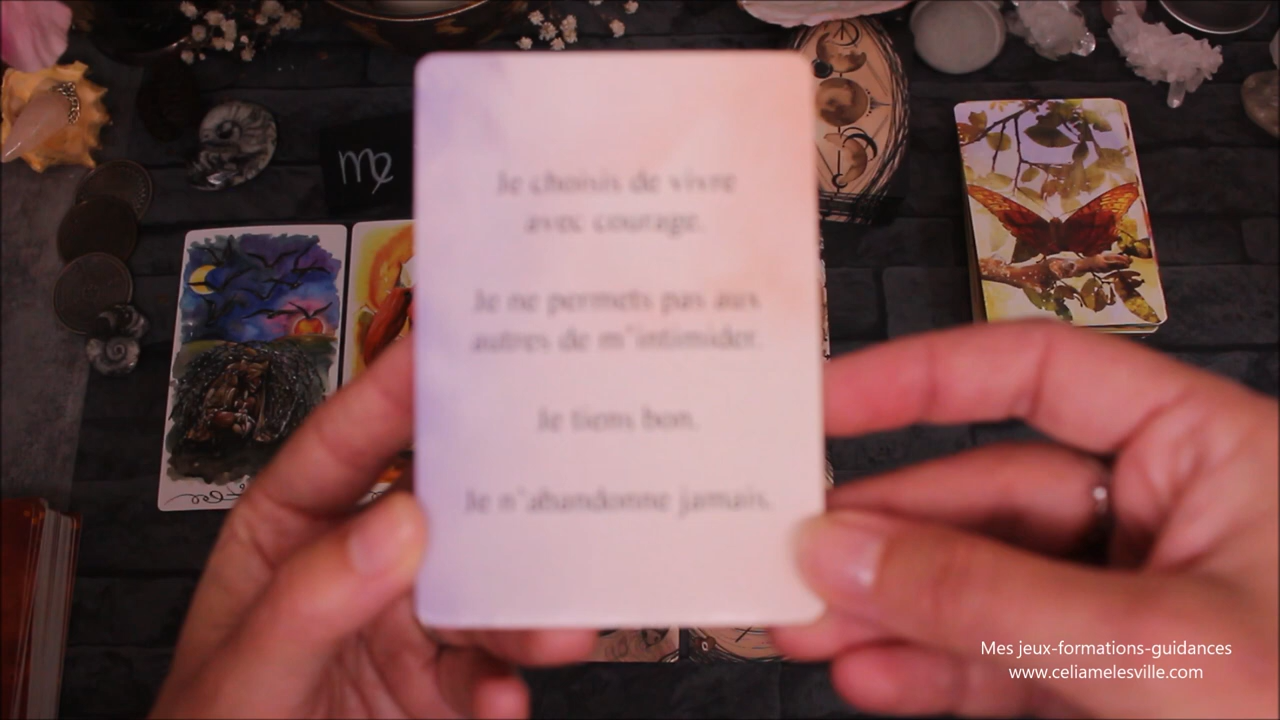 Je choisis de vivre
avec courage.
Je ne permets pas aux
autres de m'intimider.
Je tiens bon.
Je n'abandonne jamais.
Mes jeux-formations-guidances
www.celiamelesville.com